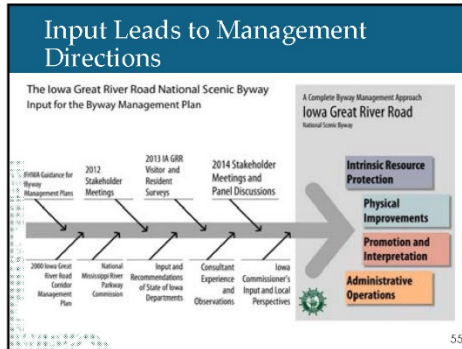 Input Leads to Management
Directions
The Iowa Great River Road National Scenic Byway
Input for the Byway Management Plan
FHWA Guidance for
Byway
Management Plans
2012
Stakeholder
Meetings
2013 IA GRR
Visitor and
Resident
Surveys
2014 Stakeholder
Meetings and
Panel Discussions
2000 Iowa Great
River Road
Corridor
Management
Plan
National
Mississippi River
Parkway
Commission
Input and
Recommendations
of State of Iowa
Departments
Consultant
Experience
and
Observations
Iowa
Commissioner's
Input and Local
Perspectives
A Complete Byway Management Approach
Iowa Great River Road
National Scenic Byway
Intrinsic Resource
Protection
Physical
Improvements
Promotion and
Interpretation
Administrative
Operations
55